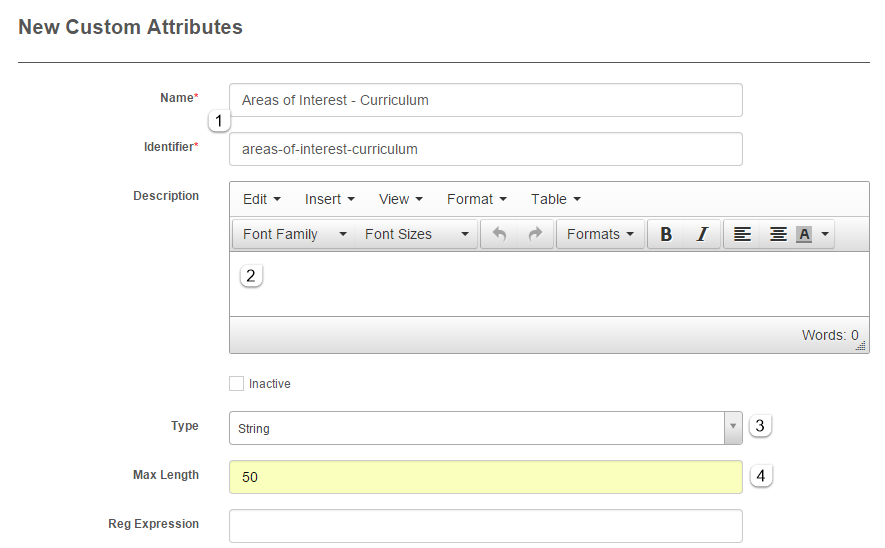 New Custom Attributes
Name* Areas of Interest - Curriculum
1
Identifier* areas-of-interest-curriculum
Description Edit Insert View Format Table
Font Family Font Sizes Formats B I A
2
Words: 0
Inactive
Type String 3
Max Length 50 4
Reg Expression